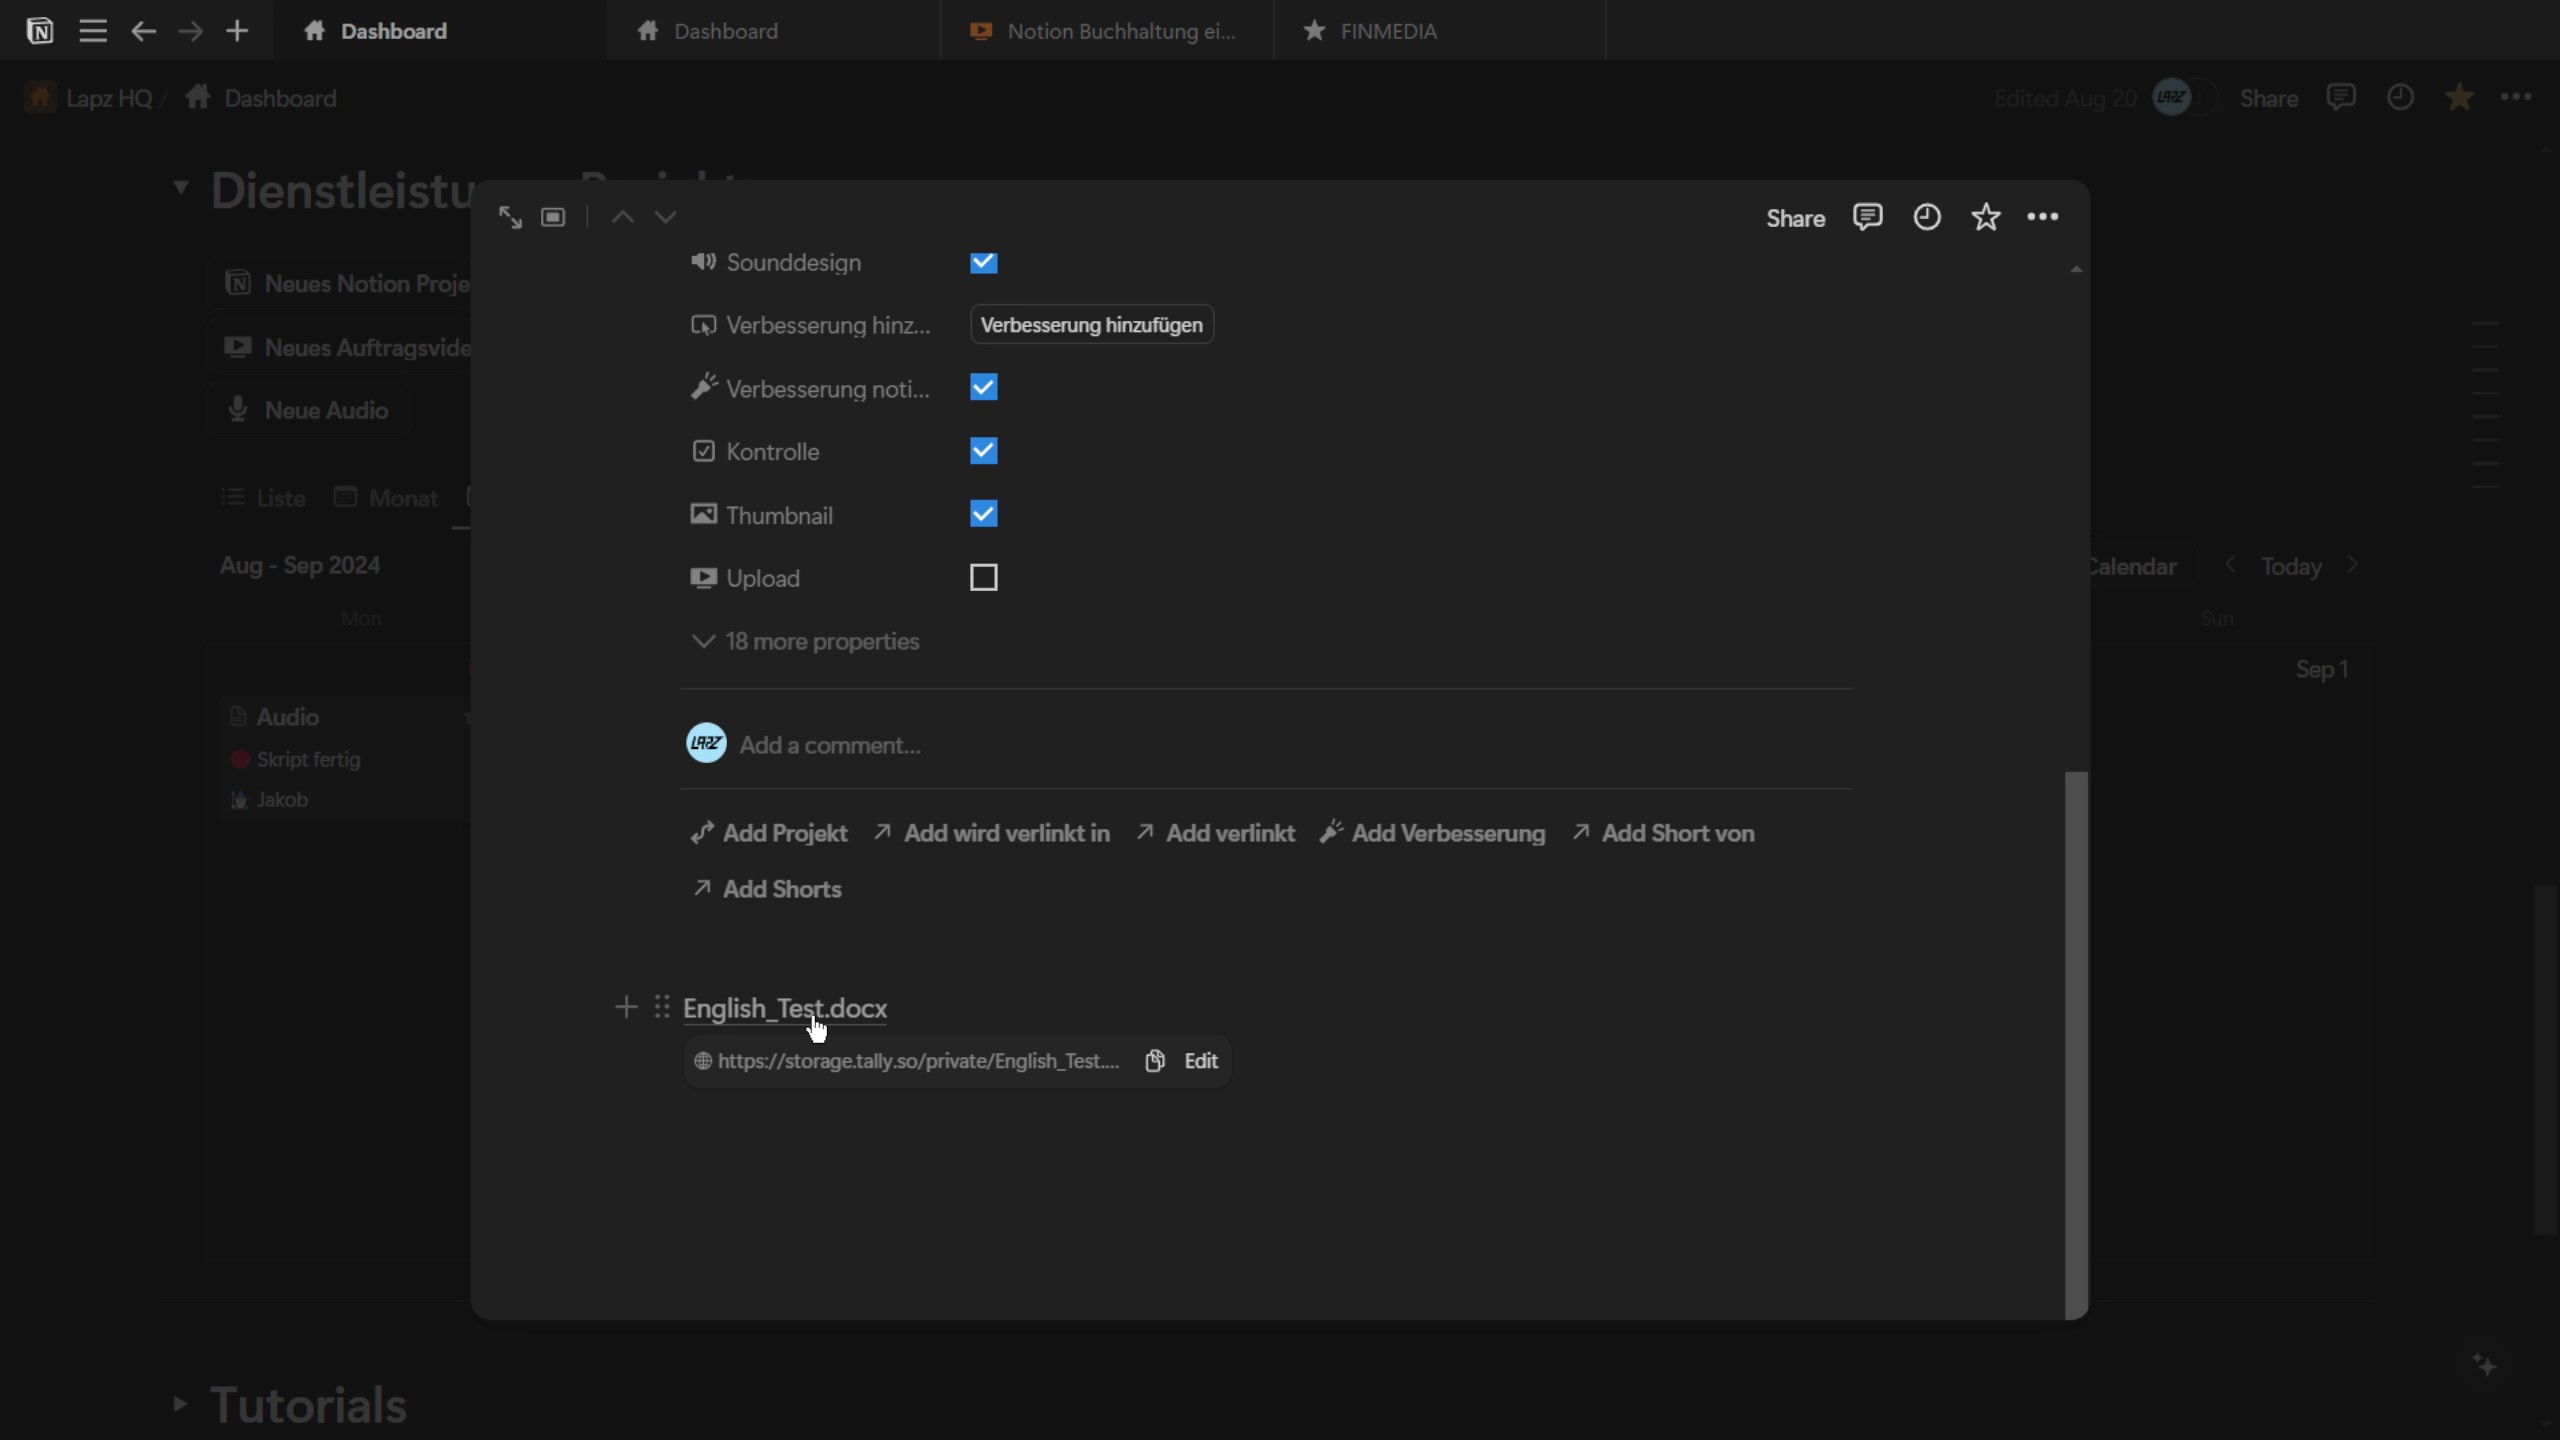 Dashboard
Dashboard
Notion Buchhaltung ei...
FINMEDIA
Lapz HQ / Dashboard
Edited Aug 20
LAPZ
Share
Dienstleistu
Neues Notion Proje
Neues Auftragsvide
Neue Audio
Liste
Monat
Aug - Sep 2024
Mon
Audio
Skript fertig
Jakob
Share
Sounddesign
Verbesserung hinz...
Verbesserung hinzufügen
Verbesserung noti...
Kontrolle
Thumbnail
Upload
18 more properties
LAPZ
Add a comment...
Add Projekt
Add wird verlinkt in
Add verlinkt
Add Verbesserung
Add Short von
Add Shorts
English_Test.docx
https://storage.tally.so/private/English_Test....
Edit
Calendar
Today
Sun
Sep 1
Tutorials